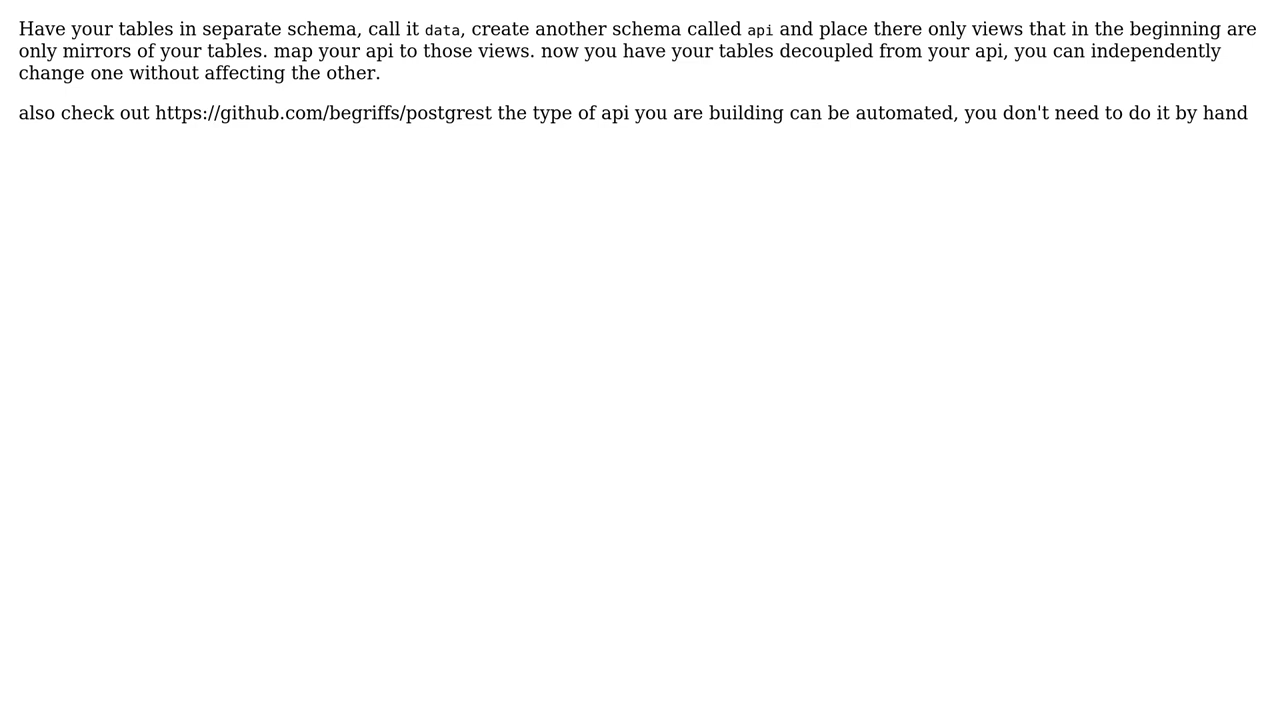 Have your tables in separate schema, call it data, create another schema called api and place there only views that in the beginning are
only mirrors of your tables. map your api to those views. now you have your tables decoupled from your api, you can independently
change one without affecting the other.
also check out https://github.com/begriffs/postgrest the type of api you are building can be automated, you don't need to do it by hand